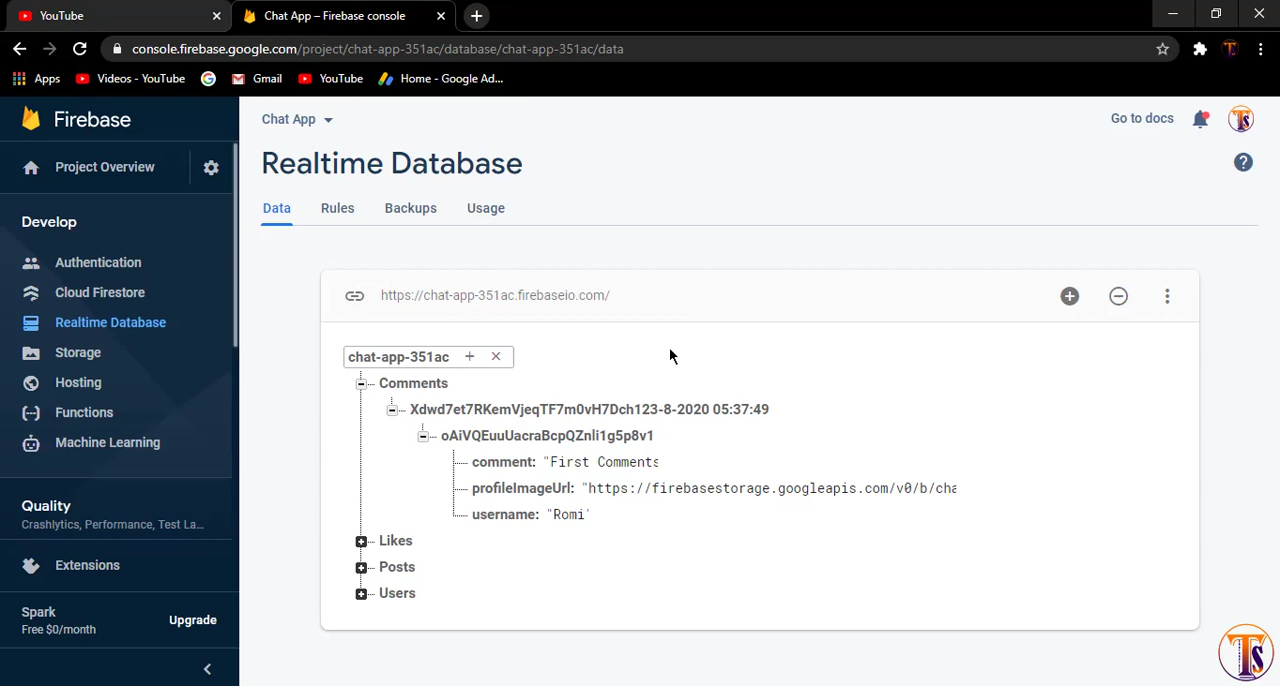 YouTube
Chat App – Firebase console
console.firebase.google.com/project/chat-app-351ac/database/chat-app-351ac/data
Apps
Videos - YouTube
Gmail
YouTube
Home - Google Ad...
Firebase
Chat App
Go to docs
Project Overview
Realtime Database
Data
Rules
Backups
Usage
Develop
Authentication
Cloud Firestore
Realtime Database
Storage
Hosting
Functions
Machine Learning
Quality
Crashlytics, Performance, Test La...
Extensions
Spark
Free $0/month
Upgrade
https://chat-app-351ac.firebaseio.com/
chat-app-351ac
Comments
Xdwd7et7RKemVjeqTF7m0vH7Dch123-8-2020 05:37:49
oAiVQEuuUacraBcpQZnli1g5p8v1
comment: "First Comments
profileImageUrl: "https://firebasestorage.googleapis.com/v0/b/cha
username: "Romi"
Likes
Posts
Users
TS